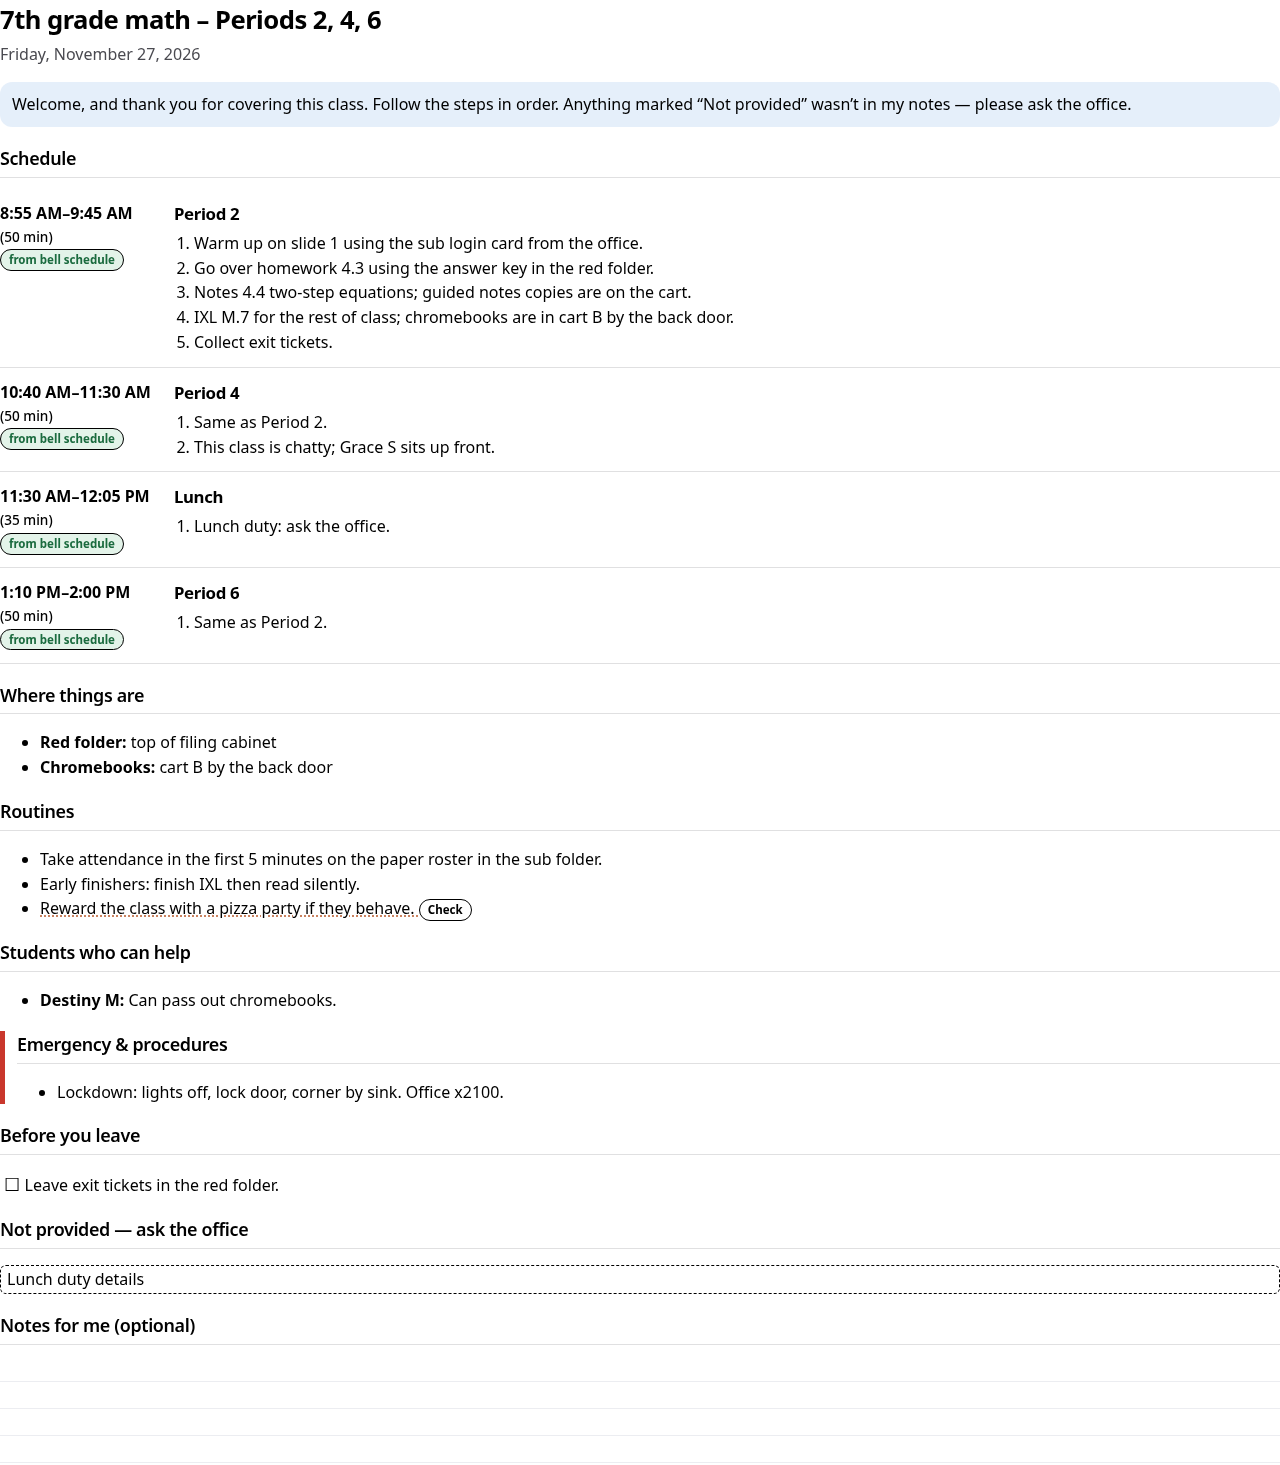 7th grade math – Periods 2, 4, 6
Friday, November 27, 2026
Welcome, and thank you for covering this class. Follow the steps in order. Anything marked “Not provided” wasn’t in my notes — please ask the office.
Schedule
8:55 AM–9:45 AM
(50 min)
from bell schedule
Period 2
1. Warm up on slide 1 using the sub login card from the office.
2. Go over homework 4.3 using the answer key in the red folder.
3. Notes 4.4 two-step equations; guided notes copies are on the cart.
4. IXL M.7 for the rest of class; chromebooks are in cart B by the back door.
5. Collect exit tickets.
10:40 AM–11:30 AM
(50 min)
from bell schedule
Period 4
1. Same as Period 2.
2. This class is chatty; Grace S sits up front.
11:30 AM–12:05 PM
(35 min)
from bell schedule
Lunch
1. Lunch duty: ask the office.
1:10 PM–2:00 PM
(50 min)
from bell schedule
Period 6
1. Same as Period 2.
Where things are
• Red folder: top of filing cabinet
• Chromebooks: cart B by the back door
Routines
• Take attendance in the first 5 minutes on the paper roster in the sub folder.
• Early finishers: finish IXL then read silently.
• Reward the class with a pizza party if they behave. Check
Students who can help
• Destiny M: Can pass out chromebooks.
Emergency & procedures
• Lockdown: lights off, lock door, corner by sink. Office x2100.
Before you leave
☐ Leave exit tickets in the red folder.
Not provided — ask the office
Lunch duty details
Notes for me (optional)